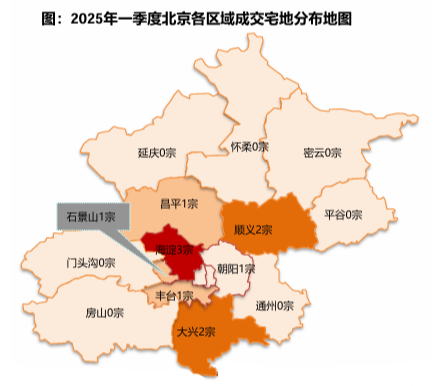 图：2025年一季度北京各区域成交宅地分布地图
延庆0宗
怀柔0宗
密云0宗
昌平1宗
石景山1宗
顺义2宗
平谷0宗
海淀3宗
门头沟0宗
朝阳1宗
丰台1宗
房山0宗
通州0宗
大兴2宗